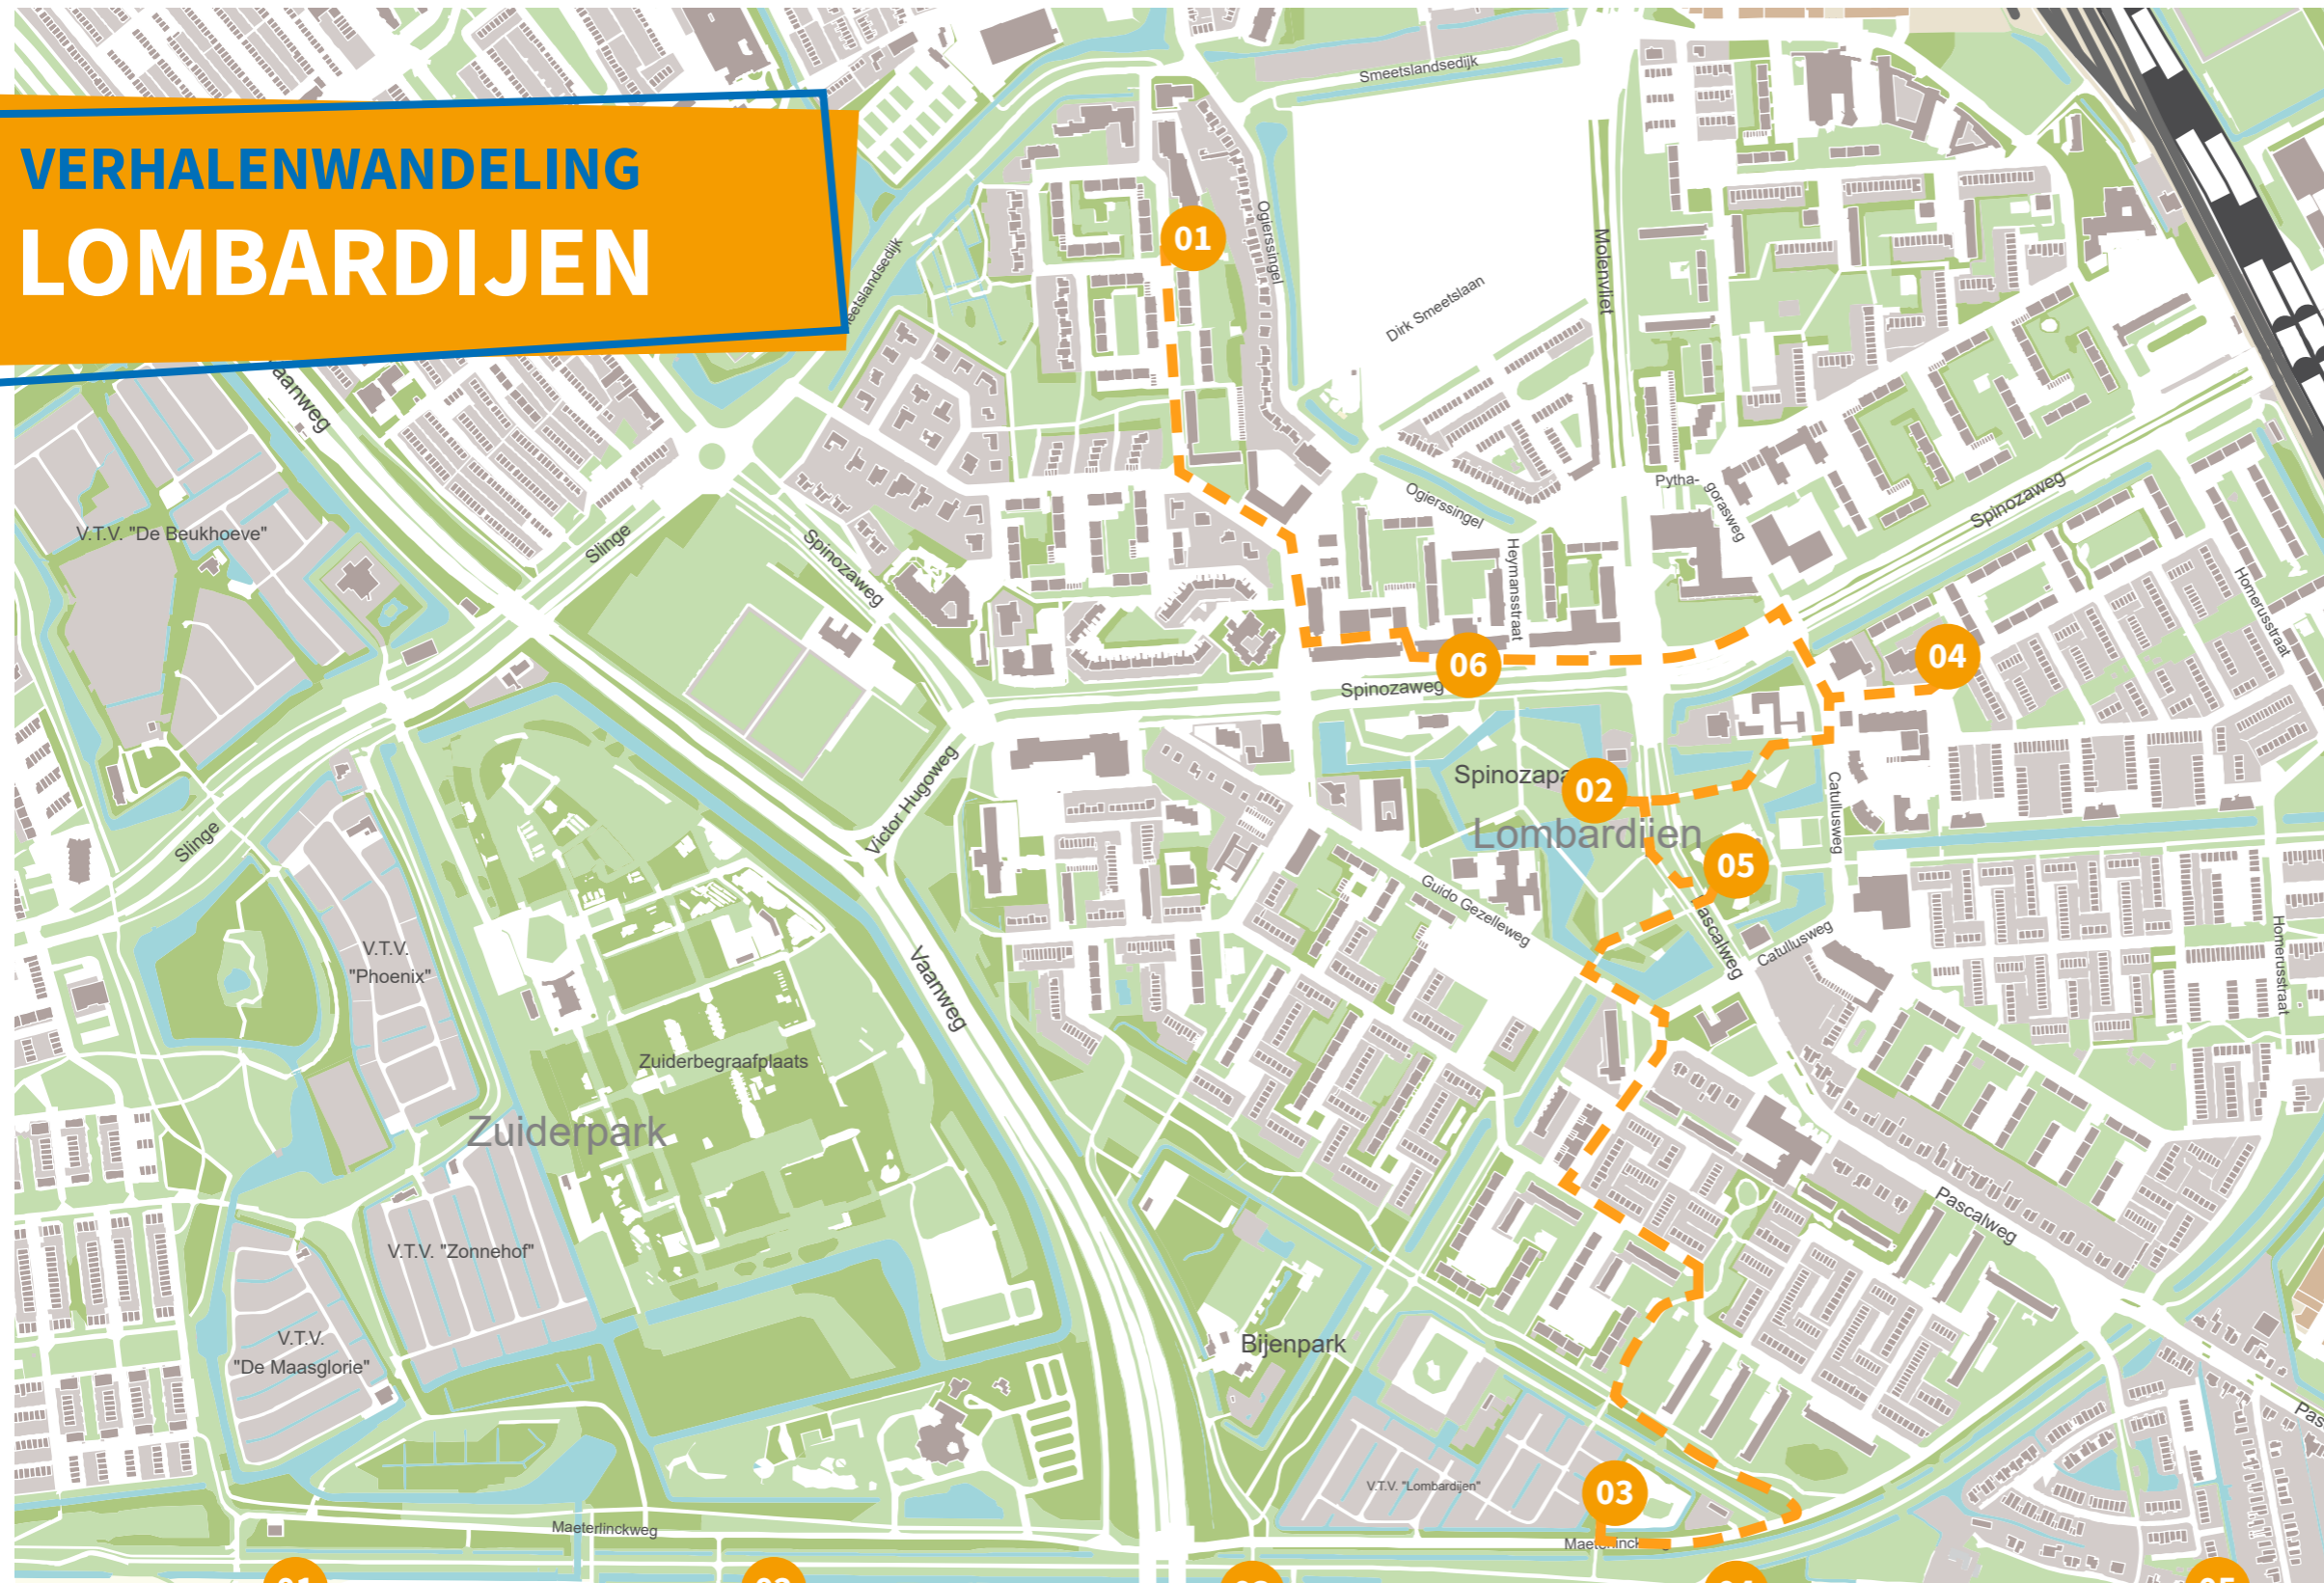 VERHALENWANDELING
LOMBARDIJEN
Smeetslandsedijk
Ogierssingel
01
Molenvliet
Dirk Smeetslaan
Pytha-
gorasweg
Ogierssingel
Spinozaweg
V.T.V. "De Beukhoeve"
Slinge
Spinozaweg
Heymansstraat
Homerusstraat
04
06
Spinozaweg
Spinozapa
02
Lombardijen
Victor Hugoweg
Catullusweg
Slinge
05
Guido Gezelleweg
Catullusweg
V.T.V.
"Phoenix"
Vaanweg
Homerusstraat
Zuiderbegraafplaats
Zuiderpark
Pascalweg
V.T.V. "Zonnehof"
V.T.V.
"De Maasglorie"
Bijenpark
V.T.V. "Lombardijen"
03
Maeterlinckweg